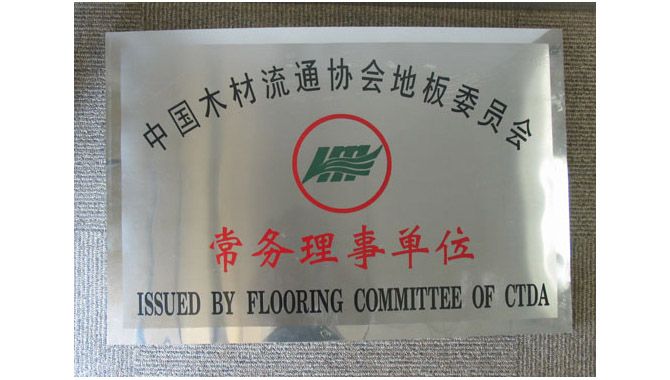 中国木材流通协会地板委员会
常务理事单位
ISSUED BY FLOORING COMMITTEE OF CTDA